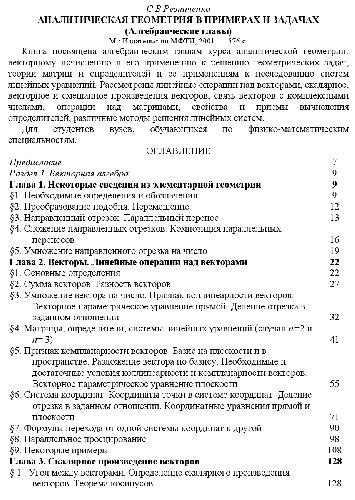 С В Резниченко
АНАЛИТИЧЕСКАЯ ГЕОМЕТРИЯ В ПРИМЕРАХ И ЗАДАЧАХ
(Алгебраические главы)
М : Издательство МФТИ, 2001 576 с
Книга посвящена алгебраическим главам курса аналитической геометрии, 
векторному исчислению и его применению к решению геометрических задач, 
теории матриц и определителей и ее применениям к исследованию систем 
линейных уравнений. Рассмотрены линейные операции над векторами, скалярное, 
векторное и смешанное произведения векторов, связь векторов с комплексными 
числами, операции над матрицами, свойства и приемы вычисления 
определителей, различные методы решения линейных систем.
Для студентов вузов, обучающихся по физико-математическим 
специальностям.
ОГЛАВЛЕНИЕ
Предисловие 7
Раздел 1. Векторная алгебра 9
Глава 1. Некоторые сведения из элементарной геометрии 9
§1. Необходимые определения и обозначения 9
§2. Преобразование подобия. Перемещение 12
§3. Направленный отрезок. Параллельный перенос 13
§4. Сложение направленных отрезков. Композиция параллельных
переносов 16
§5. Умножение направленного отрезка на число 19
Глава 2. Векторы. Линейные операции над векторами 22
§1. Основные определения 22
§2. Сумма векторов. Разность векторов 27
§3. Умножение вектора на число. Признак коллинеарности векторов.
Векторное параметрическое уравнение прямой. Деление отрезка в
заданном отношении 32
§4. Матрицы, определители, системы линейных уравнений (случаи n=2 и
n= 3) 41
§5. Признак компланарности векторов. Базис на плоскости и в
пространстве. Разложение вектора по базису. Необходимые и
достаточные условия коллинеарности и компланарности векторов.
Векторное параметрическое уравнение плоскости 55
§6. Система координат. Координаты точки в системе координат. Деление
отрезка в заданном отношении. Координатные уравнения прямой и
плоскости 71
§7. Формулы перехода от одной системы координат к другой 90
§8. Параллельное проецирование 98
§9. Некоторые примеры 108
Глава 3. Скалярное произведение векторов 128
§ 1. Угол между векторами. Определение скалярного произведения
векторов. Теорема косинусов 128